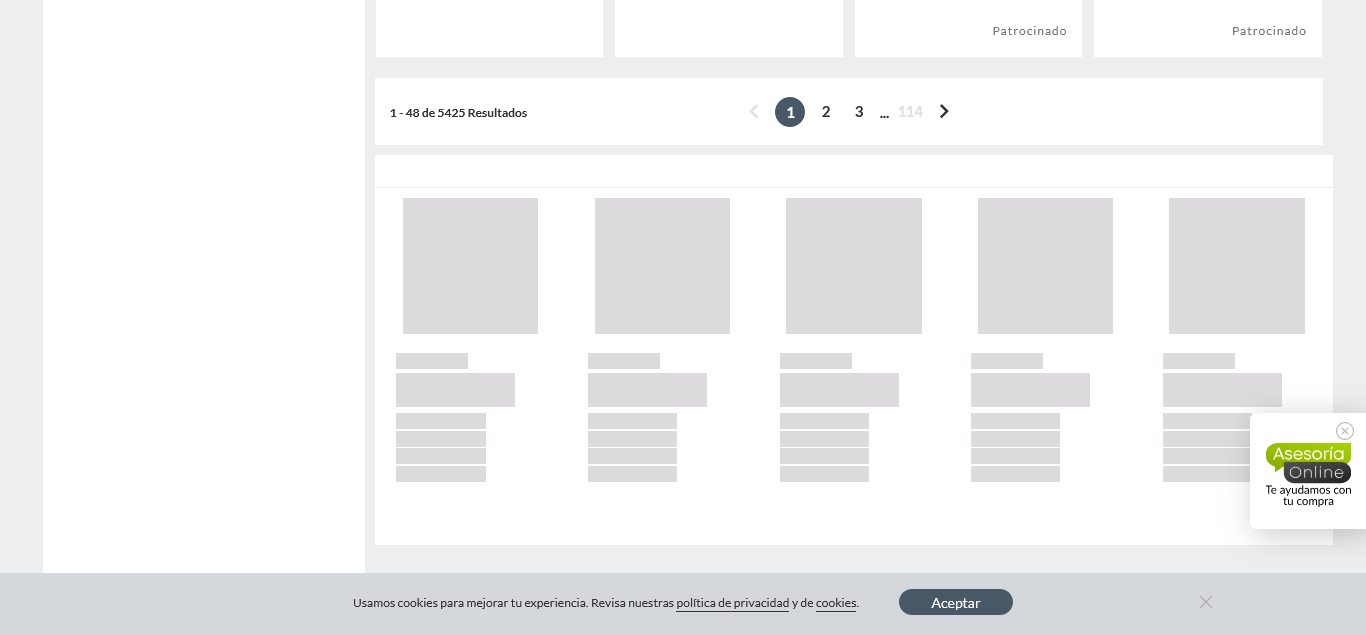 Patrocinado
Patrocinado
1 - 48 de 5425 Resultados
1 2 3 ... 114
Asesoría
Online
Te ayudamos con
tu compra
Usamos cookies para mejorar tu experiencia. Revisa nuestras política de privacidad y de cookies.
Aceptar